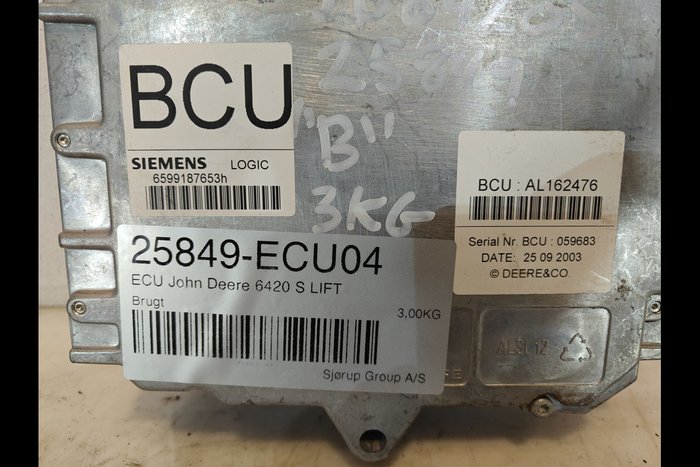 25849
"B"
3KG
BCU
SIEMENS LOGIC
6599187653h
BCU : AL162476
Serial Nr. BCU : 059683
DATE: 25 09 2003
© DEERE&CO.
25849-ECU04
ECU John Deere 6420 S LIFT
Brugt
3,00KG
Sjørup Group A/S
ALSI 12